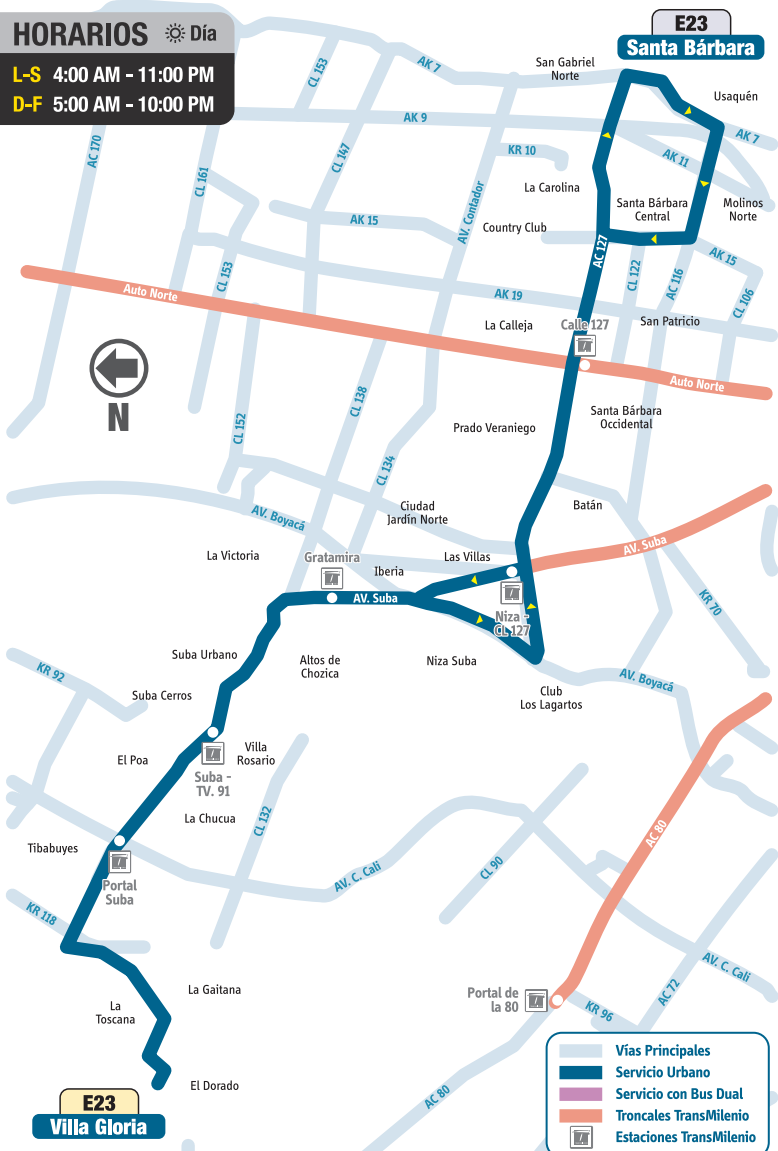 HORARIOS Día
L-S 4:00 AM - 11:00 PM
D-F 5:00 AM - 10:00 PM
E23
Santa Bárbara
San Gabriel
Norte
Usaquén
CL 153
AK 7
AK 7
AK 9
AC 170
CL 147
KR 10
AK 11
CL 161
La Carolina
Santa Bárbara
Central
Molinos
Norte
AK 15
AV. Contador
Country Club
AC 127
CL 122
AC 116
AK 15
CL 106
CL 153
Auto Norte
AK 19
La Calleja
Calle 127
San Patricio
Auto Norte
N
CL 138
CL 152
Prado Veraniego
Santa Bárbara
Occidental
CL 134
Ciudad
Jardín Norte
Batán
AV. Boyacá
La Victoria
Gratamira
Iberia
Las Villas
AV. Suba
AV. Suba
Niza -
CL 127
KR 70
Suba Urbano
Altos de
Chozica
Niza Suba
KR 92
Suba Cerros
Club
Los Lagartos
AV. Boyacá
El Poa
Villa
Rosario
Suba -
TV. 91
La Chucua
CL 132
Tibabuyes
Portal
Suba
AV. C. Cali
CL 90
AC 80
KR 118
La Gaitana
La
Toscana
Portal de
la 80
KR 96
AC 72
AV. C. Cali
El Dorado
AC 80
E23
Villa Gloria
Vías Principales
Servicio Urbano
Servicio con Bus Dual
Troncales TransMilenio
Estaciones TransMilenio